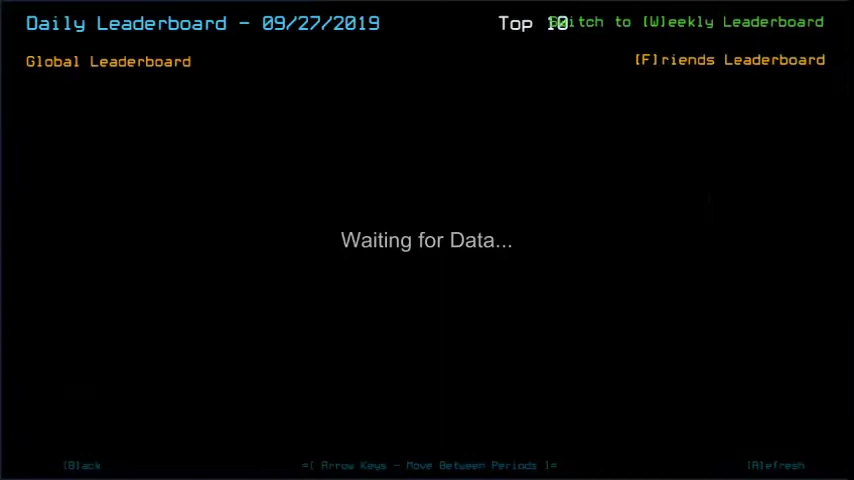 Daily Leaderboard - 09/27/2019
Top 10
Switch to [W]eekly Leaderboard
Global Leaderboard
[F]riends Leaderboard
Waiting for Data...
[B]ack
=[ Arrow Keys - Move Between Periods ]=
[R]efresh